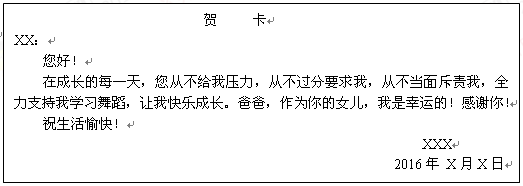 贺 卡
XX：
您好！
在成长的每一天，您从不给我压力，从不过分要求我，从不当面斥责我，全
力支持我学习舞蹈，让我快乐成长。爸爸，作为你的女儿，我是幸运的！感谢你！
祝生活愉快！
XXX
2016 年 X 月 X 日